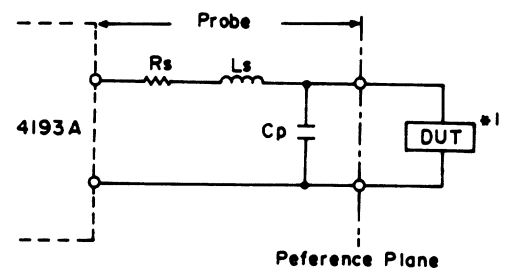 Probe
Rs
Ls
4193A
Cp
DUT
*1
Peference Plane